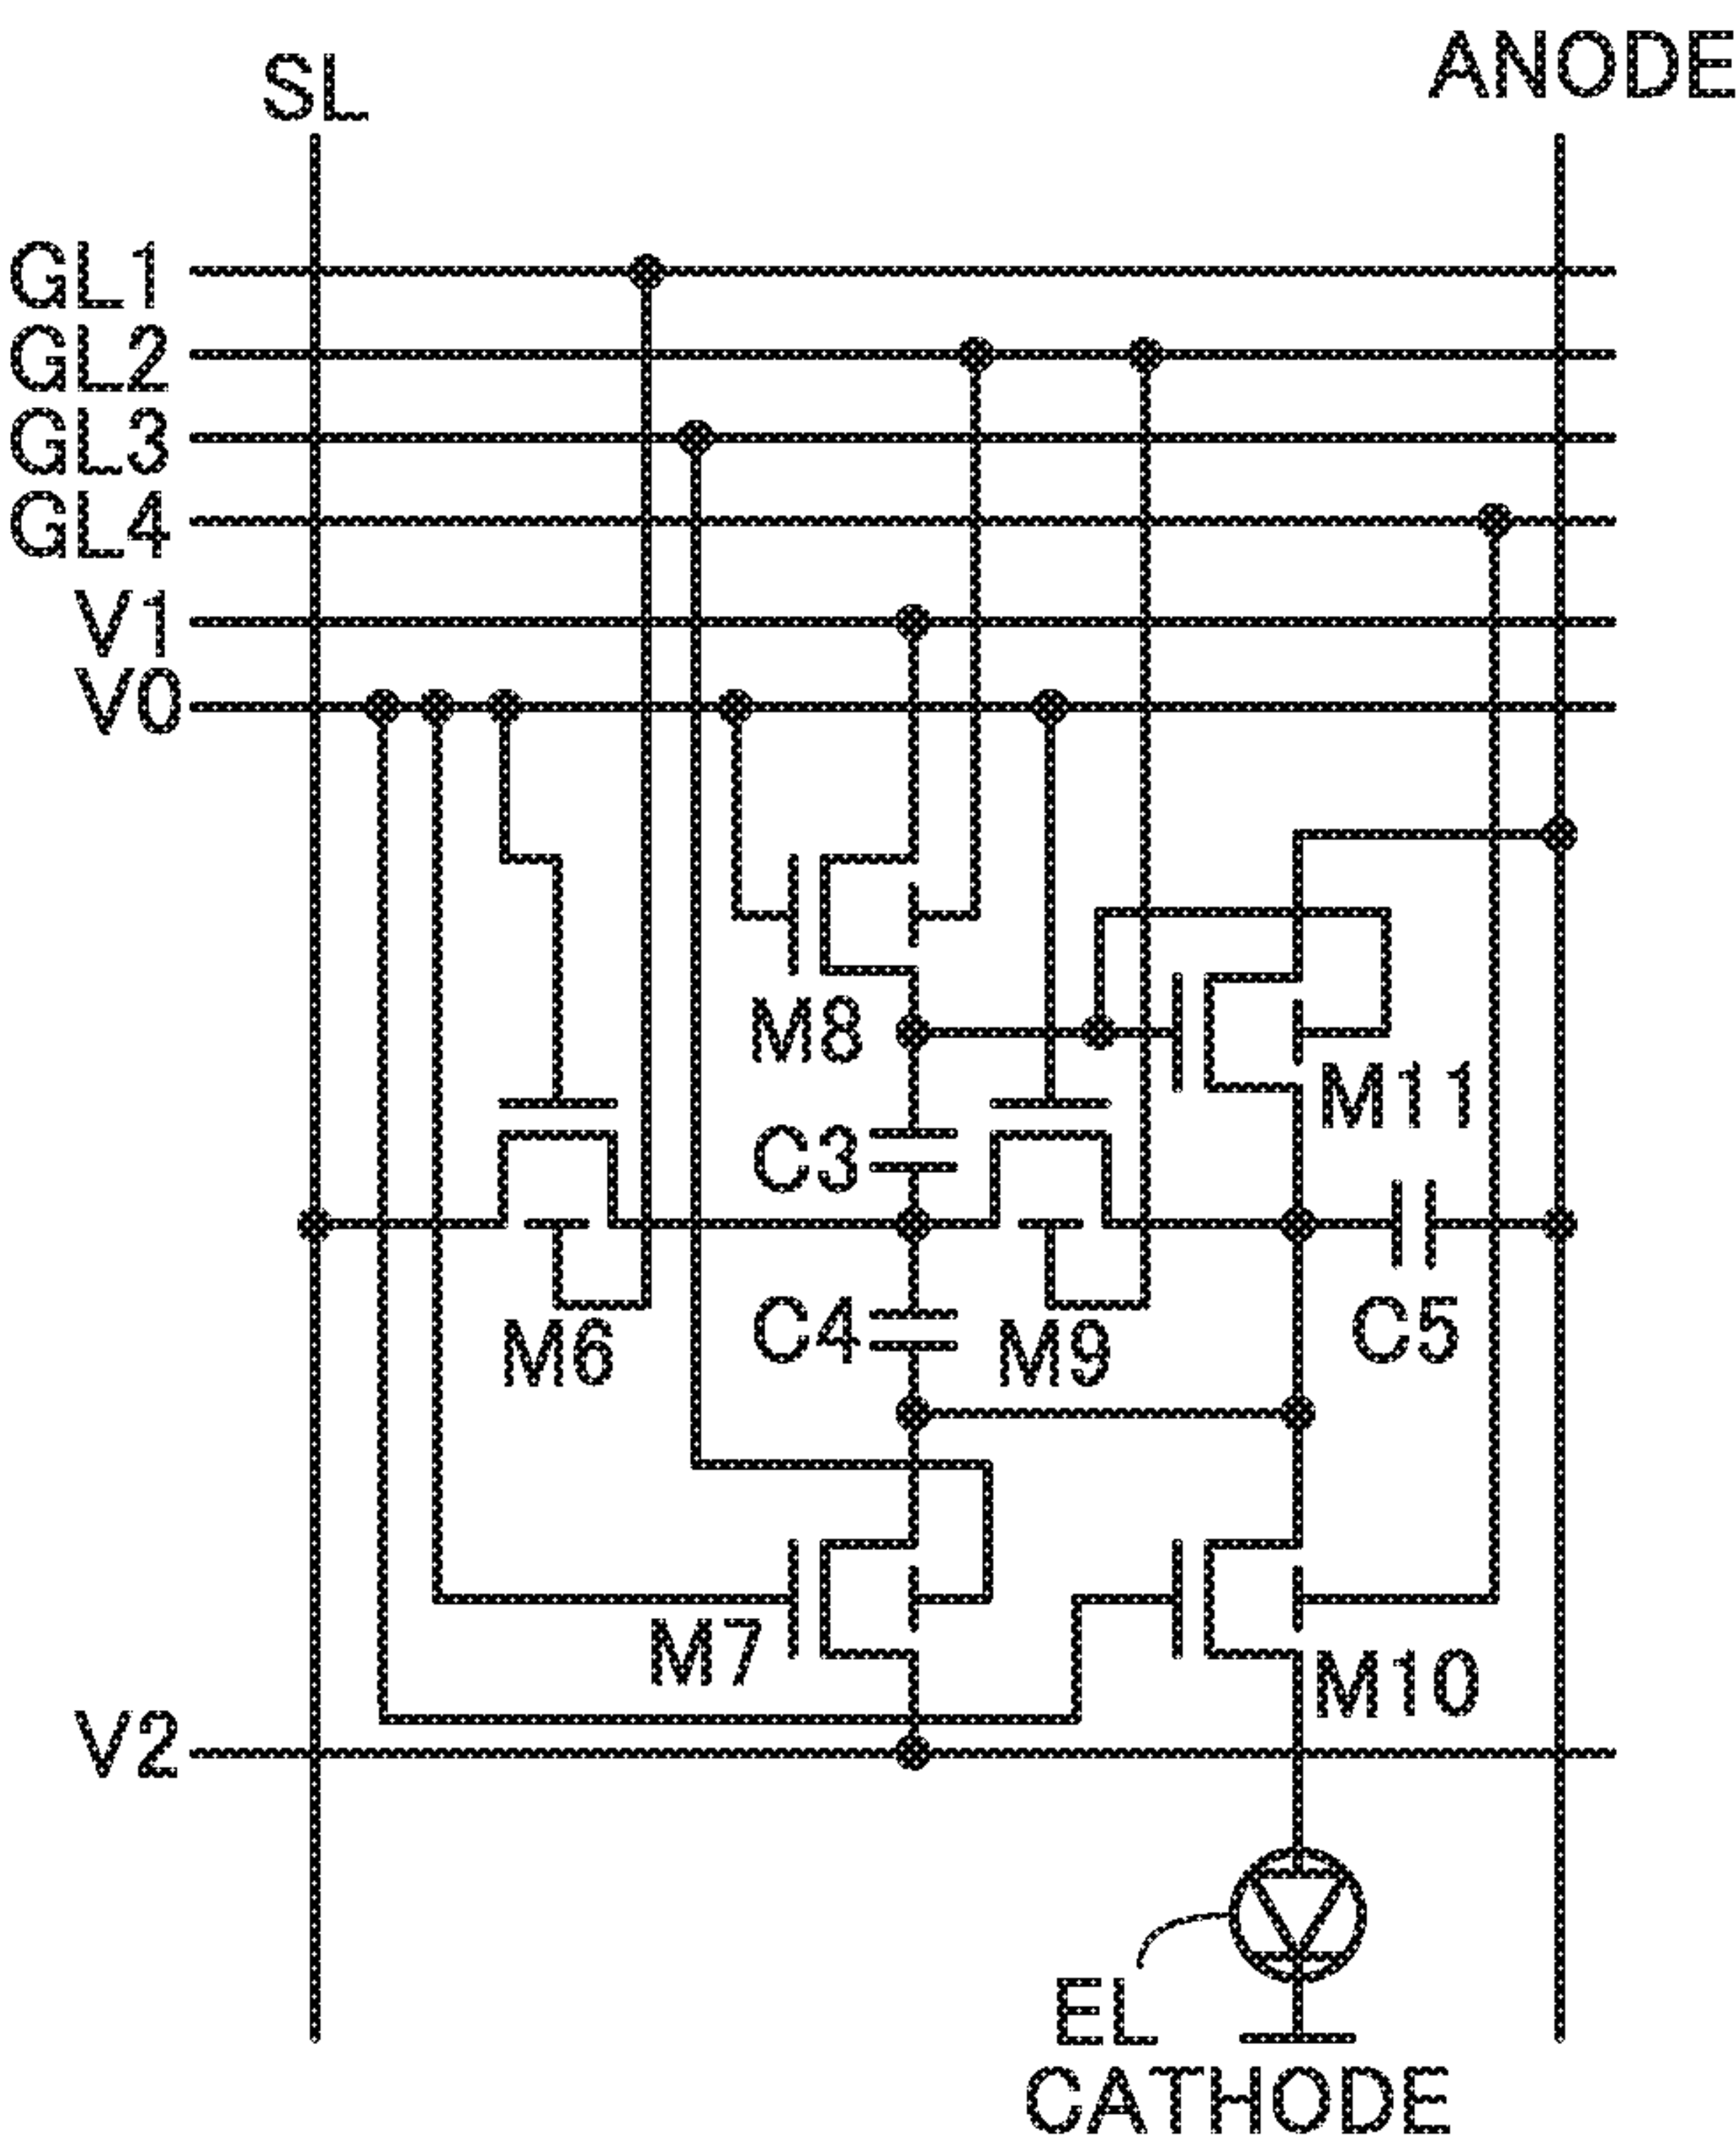 SL
ANODE
GL1
GL2
GL3
GL4
V1
V0
M8
M11
C3
M6
C4
M9
C5
M7
M10
V2
EL
CATHODE